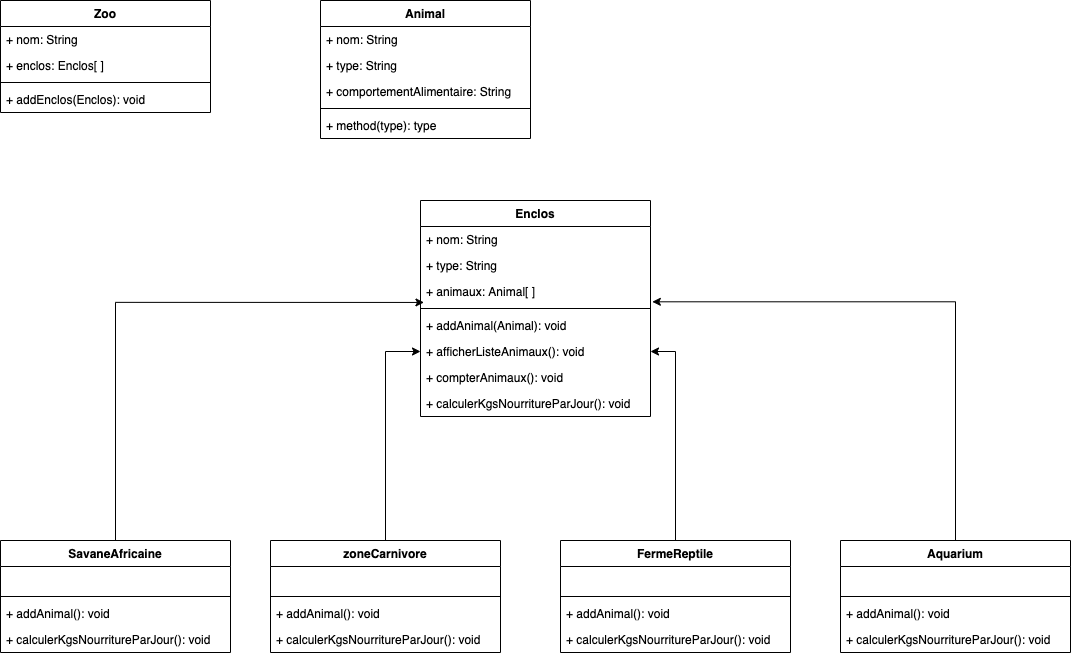 Zoo
+ nom: String
+ enclos: Enclos[ ]
+ addEnclos(Enclos): void
Animal
+ nom: String
+ type: String
+ comportementAlimentaire: String
+ method(type): type
Enclos
+ nom: String
+ type: String
+ animaux: Animal[ ]
+ addAnimal(Animal): void
+ afficherListeAnimaux(): void
+ compterAnimaux(): void
+ calculerKgsNourritureParJour(): void
SavaneAfricaine
+ addAnimal(): void
+ calculerKgsNourritureParJour(): void
zoneCarnivore
+ addAnimal(): void
+ calculerKgsNourritureParJour(): void
FermeReptile
+ addAnimal(): void
+ calculerKgsNourritureParJour(): void
Aquarium
+ addAnimal(): void
+ calculerKgsNourritureParJour(): void